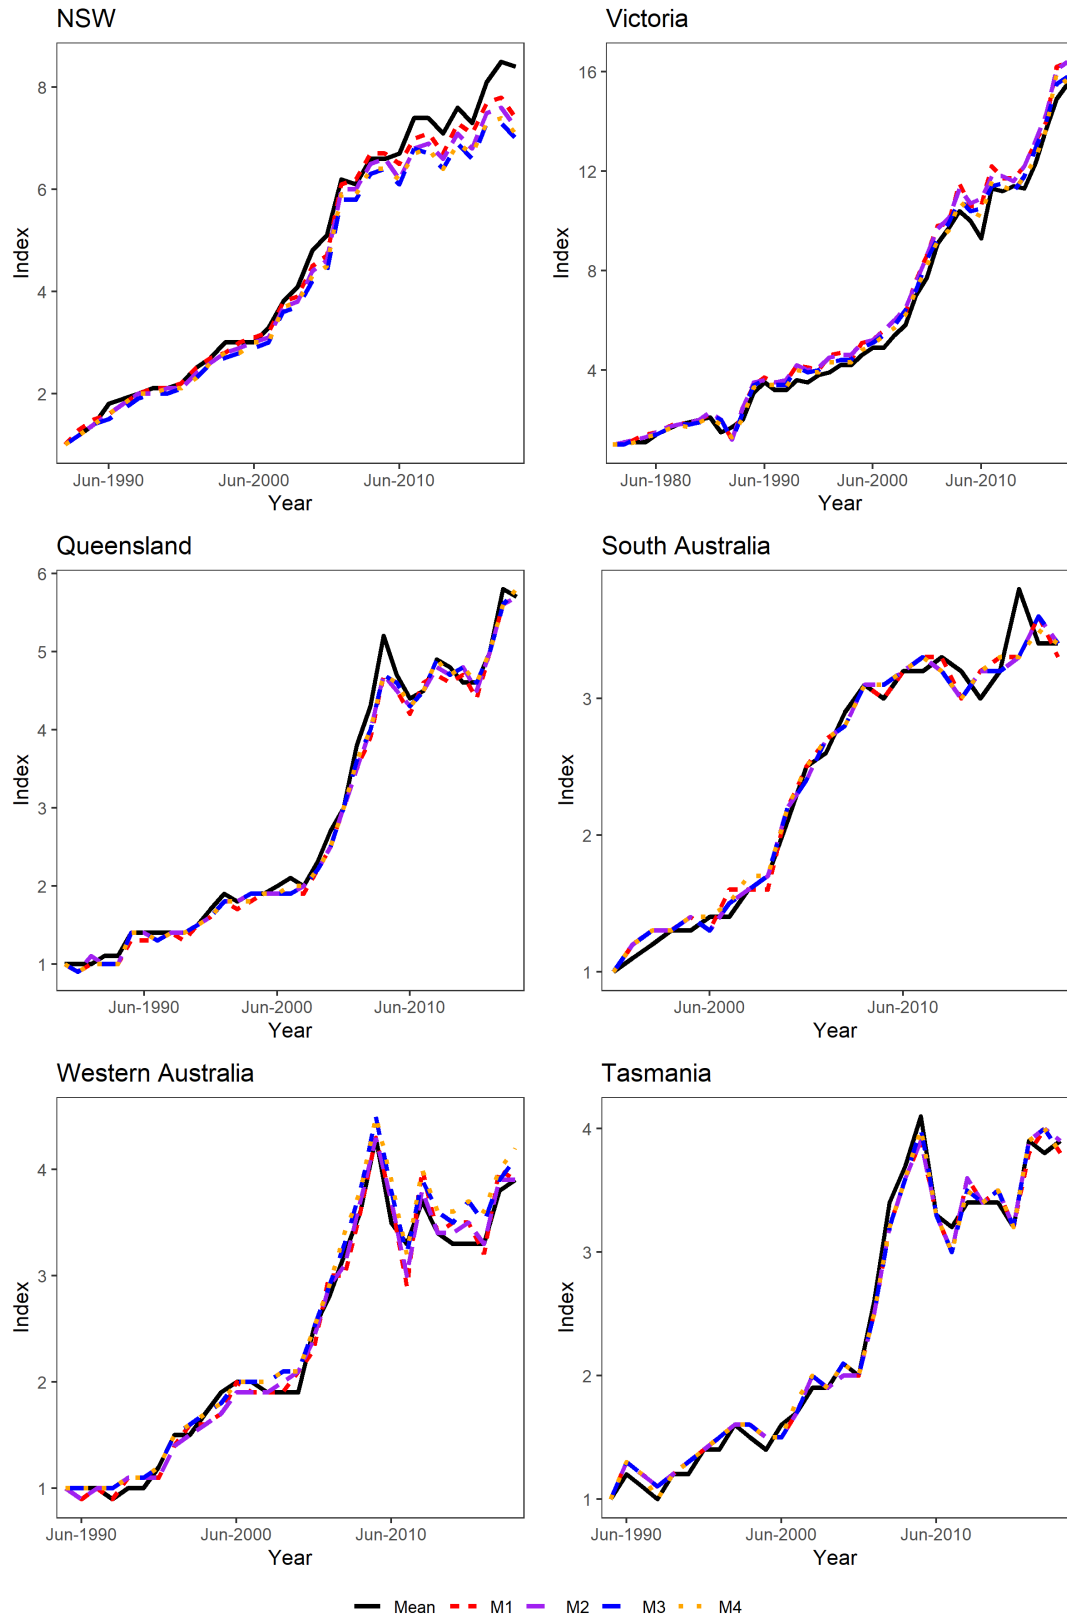 NSW
Victoria
8
6
4
2
Index
Jun-1990
Jun-2000
Jun-2010
Year
16
12
8
4
Index
Jun-1980
Jun-1990
Jun-2000
Jun-2010
Year
Queensland
South Australia
6
5
4
3
2
1
Index
Jun-1990
Jun-2000
Jun-2010
Year
3
2
1
Index
Jun-2000
Jun-2010
Year
Western Australia
Tasmania
4
3
2
1
Index
Jun-1990
Jun-2000
Jun-2010
Year
4
3
2
1
Index
Jun-1990
Jun-2000
Jun-2010
Year
Mean M1 M2 M3 M4